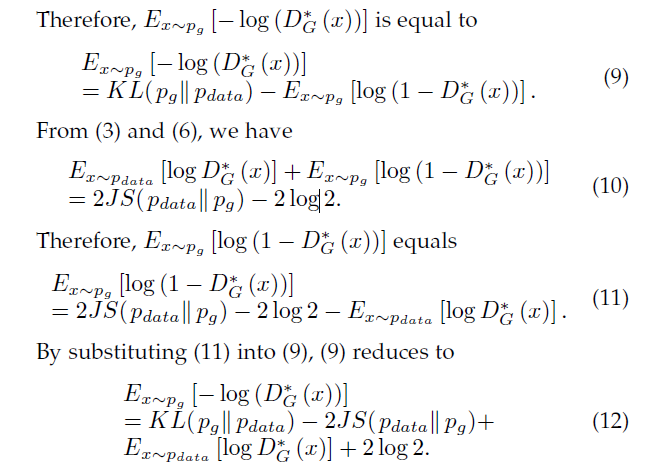 Therefore, E_{x∼p_g} [− log (D*_G (x))] is equal to
E_{x∼p_g} [− log (D*_G (x))]
= KL(p_g‖ p_data) − E_{x∼p_g} [log (1 − D*_G (x))] . (9)
From (3) and (6), we have
E_{x∼p_data} [log D*_G (x)] + E_{x∼p_g} [log (1 − D*_G (x))]
= 2JS(p_data‖ p_g) − 2 log 2. (10)
Therefore, E_{x∼p_g} [log (1 − D*_G (x))] equals
E_{x∼p_g} [log (1 − D*_G (x))]
= 2JS(p_data‖ p_g) − 2 log 2 − E_{x∼p_data} [log D*_G (x)] . (11)
By substituting (11) into (9), (9) reduces to
E_{x∼p_g} [− log (D*_G (x))]
= KL(p_g‖ p_data) − 2JS(p_data‖ p_g)+
E_{x∼p_data} [log D*_G (x)] + 2 log 2. (12)